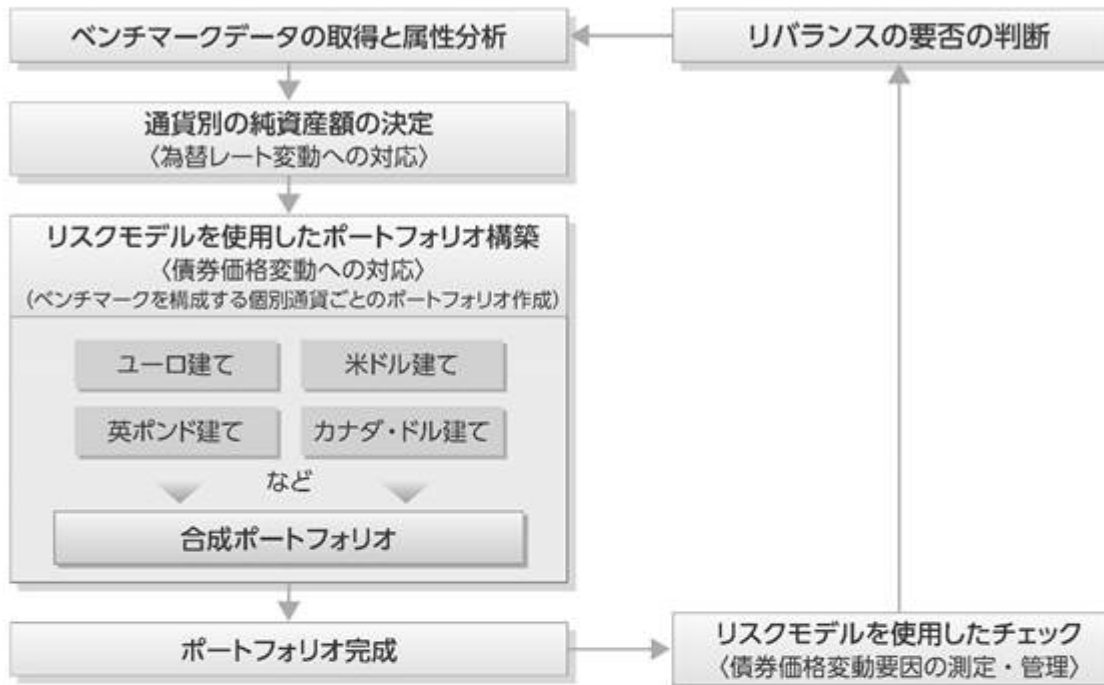 ベンチマークデータの取得と属性分析
リバランスの要否の判断
通貨別の純資産額の決定
〈為替レート変動への対応〉
リスクモデルを使用したポートフォリオ構築
〈債券価格変動への対応〉
(ベンチマークを構成する個別通貨ごとのポートフォリオ作成)
ユーロ建て
米ドル建て
英ポンド建て
カナダ・ドル建て
など
合成ポートフォリオ
ポートフォリオ完成
リスクモデルを使用したチェック
〈債券価格変動要因の測定・管理〉